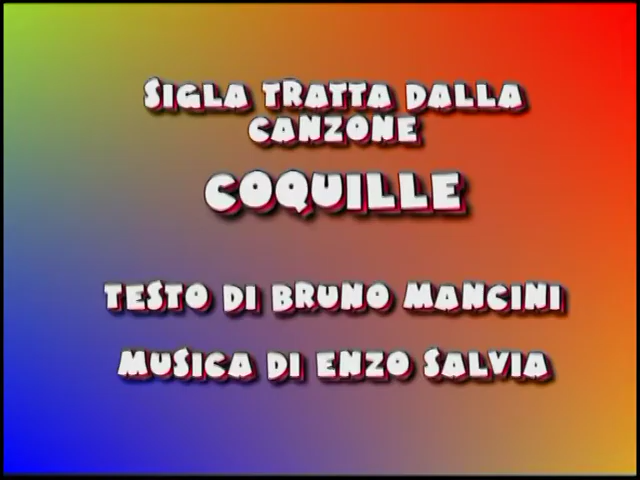 SIGLA TRATTA DALLA
CANZONE
COQUILLE
TESTO DI BRUNO MANCINI
MUSICA DI ENZO SALVIA